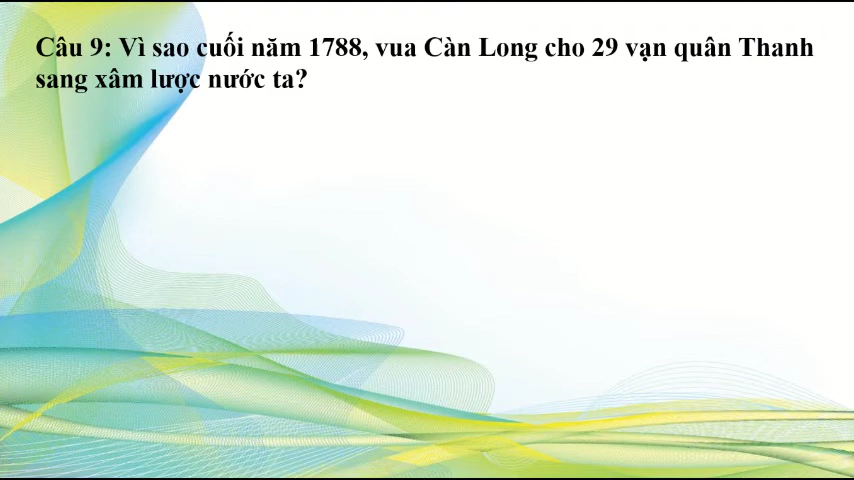 Câu 9: Vì sao cuối năm 1788, vua Càn Long cho 29 vạn quân Thanh
sang xâm lược nước ta?